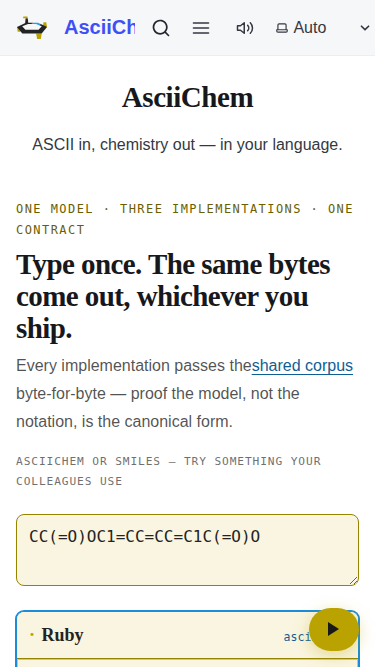 AsciiCh
Auto
AsciiChem
ASCII in, chemistry out — in your language.
ONE MODEL · THREE IMPLEMENTATIONS · ONE
CONTRACT
Type once. The same bytes
come out, whichever you
ship.
Every implementation passes theshared corpus
byte-for-byte — proof the model, not the
notation, is the canonical form.
ASCIICHEM OR SMILES — TRY SOMETHING YOUR
COLLEAGUES USE
CC(=O)OC1=CC=CC=C1C(=O)O
· Ruby
asci